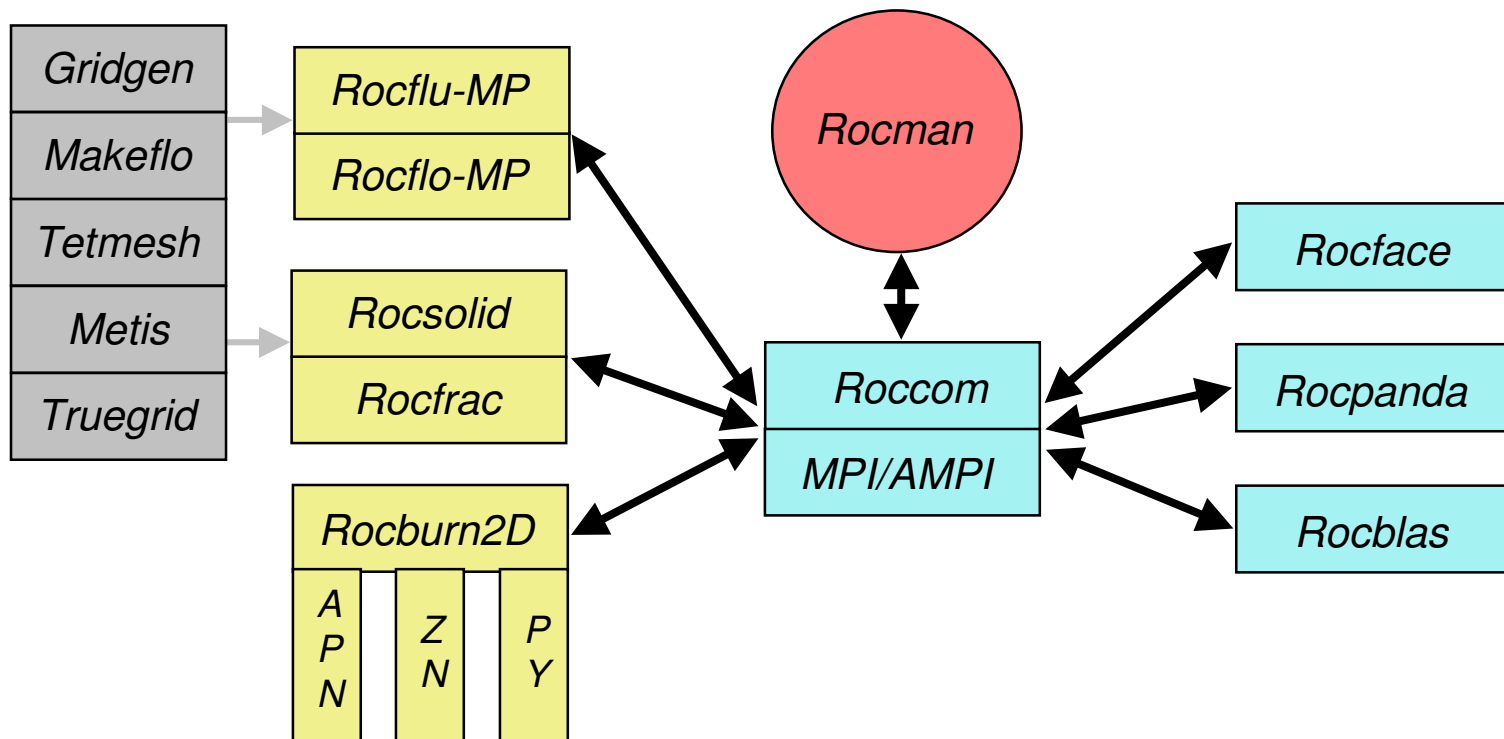 Gridgen
Makeflo
Tetmesh
Metis
Truegrid
Rocflu-MP
Rocflo-MP
Rocsolid
Rocfrac
Rocburn2D
A
P
N
Z
N
P
Y
Rocman
Roccom
MPI/AMPI
Rocface
Rocpanda
Rocblas